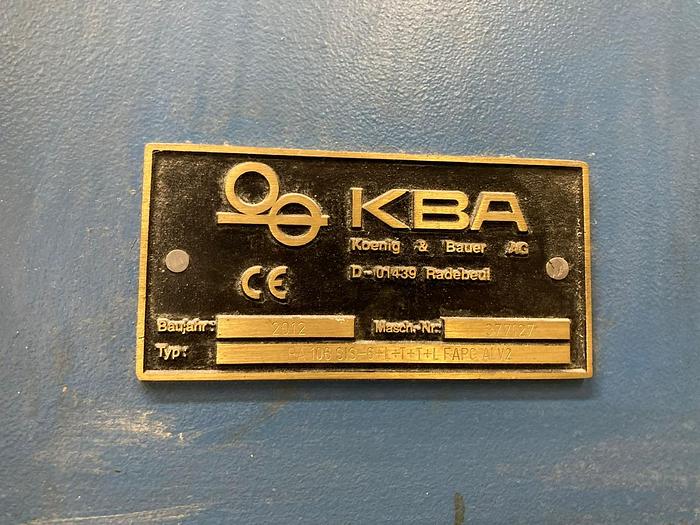 KBA
Koenig & Bauer AG
D-01439 Radebeul
CE
Baujahr: 2012 Masch.-Nr.: 377127
Typ: RA 106 SIS-6+L+T+T+L FAPC ALV2